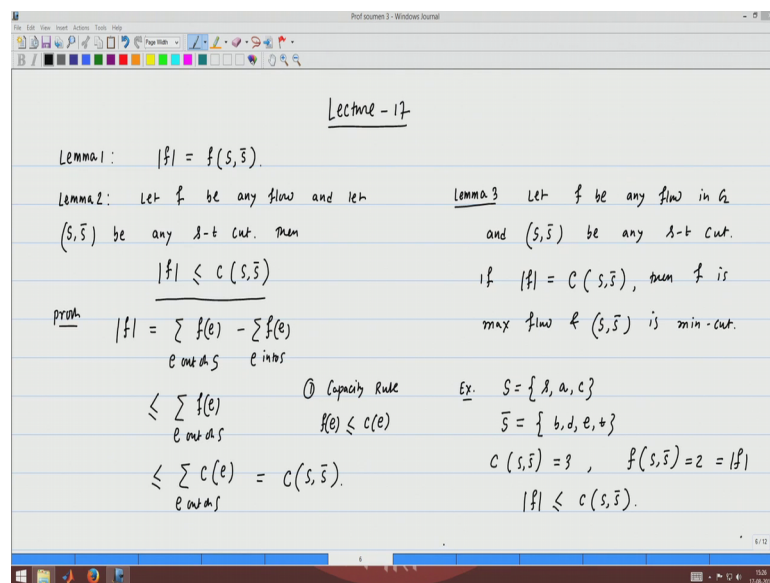 Prof soumen 3 - Windows Journal
File Edit View Insert Actions Tools Help
Page Width
Lecture - 17
Lemma 1 : |f| = f(S, S̄).
Lemma 2 : Let f be any flow and let
(S, S̄) be any s-t cut. Then
|f| ≤ c(S, S̄)
proof |f| = ∑ f(e) - ∑ f(e)
e out of S e into S
≤ ∑ f(e)
e out of S
① Capacity Rule
f(e) ≤ c(e)
≤ ∑ c(e) = c(S, S̄).
e out of S
Lemma 3 Let f be any flow in G
and (S, S̄) be any s-t cut.
if |f| = C(S, S̄), then f is
max flow & (S, S̄) is min-cut.
Ex. S = { s, a, c }
S̄ = { b, d, e, t }
C(S, S̄) = 3 , f(S, S̄) = 2 = |f|
|f| ≤ c(S, S̄).
6/12
6
15:26